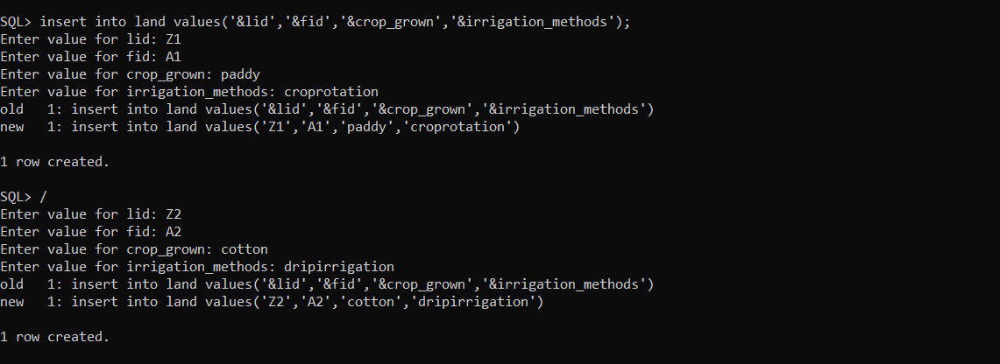 SQL> insert into land values('&lid','&fid','&crop_grown','&irrigation_methods');
Enter value for lid: Z1
Enter value for fid: A1
Enter value for crop_grown: paddy
Enter value for irrigation_methods: croprotation
old   1: insert into land values('&lid','&fid','&crop_grown','&irrigation_methods')
new   1: insert into land values('Z1','A1','paddy','croprotation')
1 row created.
SQL> /
Enter value for lid: Z2
Enter value for fid: A2
Enter value for crop_grown: cotton
Enter value for irrigation_methods: dripirrigation
old   1: insert into land values('&lid','&fid','&crop_grown','&irrigation_methods')
new   1: insert into land values('Z2','A2','cotton','dripirrigation')
1 row created.